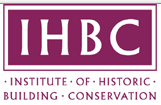 IHBC
· INSTITUTE · OF · HISTORIC ·
BUILDING · CONSERVATION